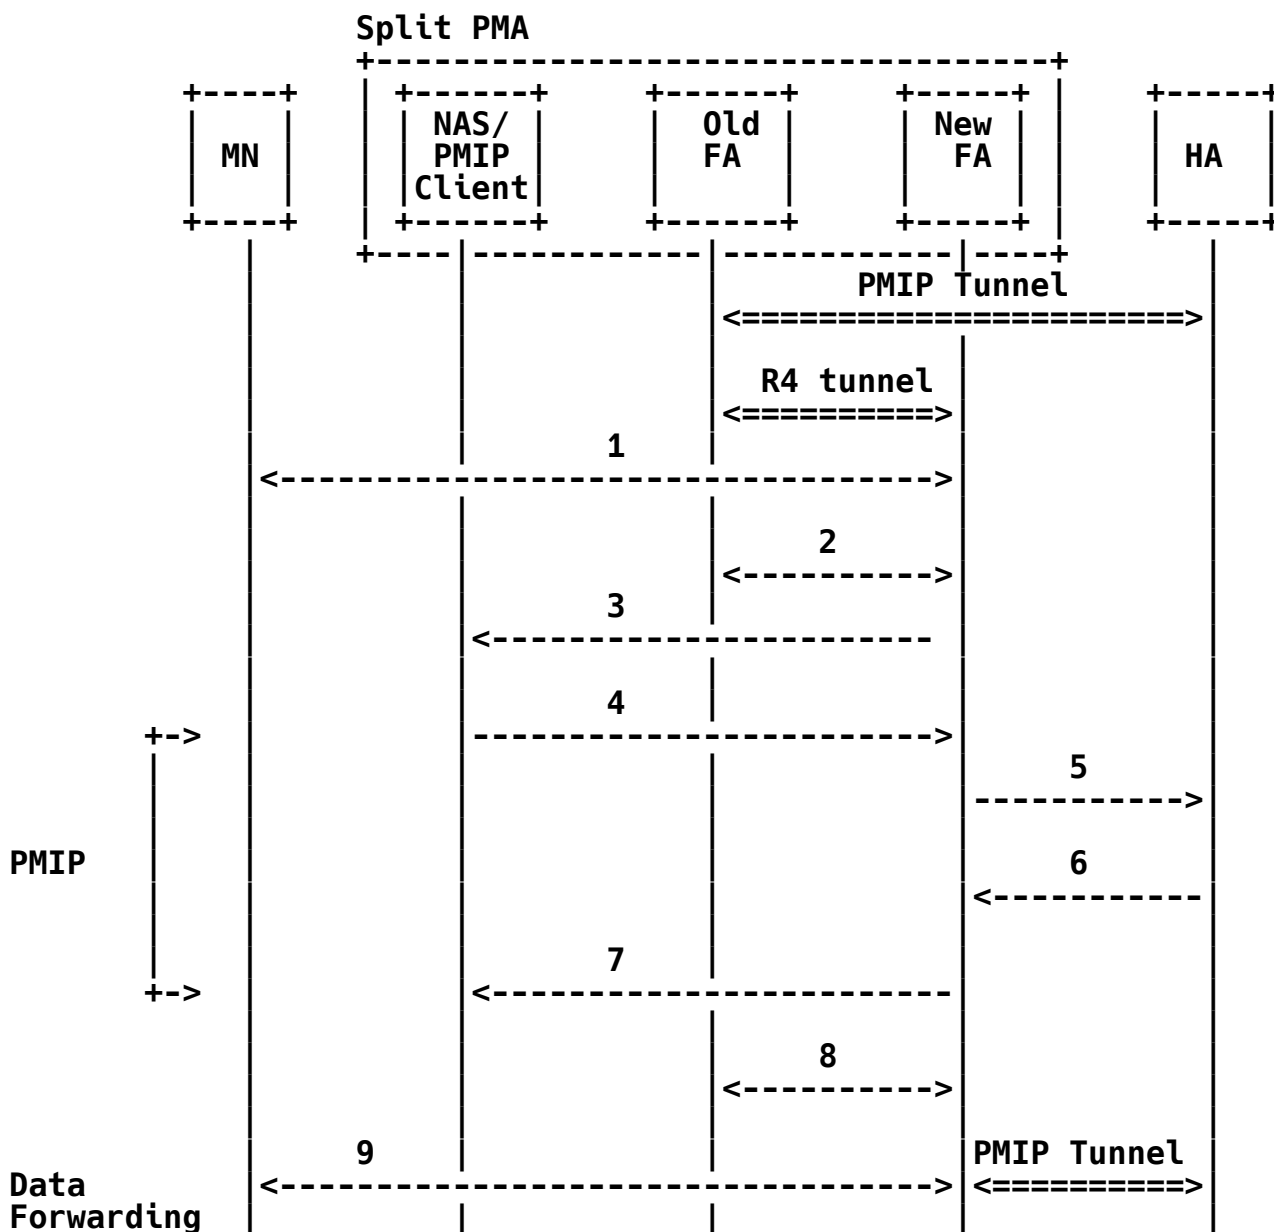 Split PMA
NAS/ Old New
MN PMIP FA FA HA
Client
PMIP Tunnel
R4 tunnel
1
2
3
4
5
PMIP 6
7
8
9 PMIP Tunnel
Data
Forwarding